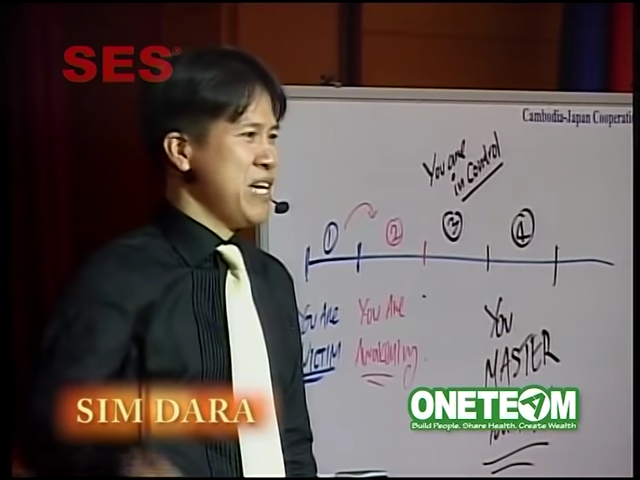 SES
Cambodia-Japan Cooperatio
You are
in control
1 2 3 4
You Are
VICTIM
You Are
Awakening.
You
MASTER
SIM DARA
ONETEAM
Build People. Share Health. Create Wealth